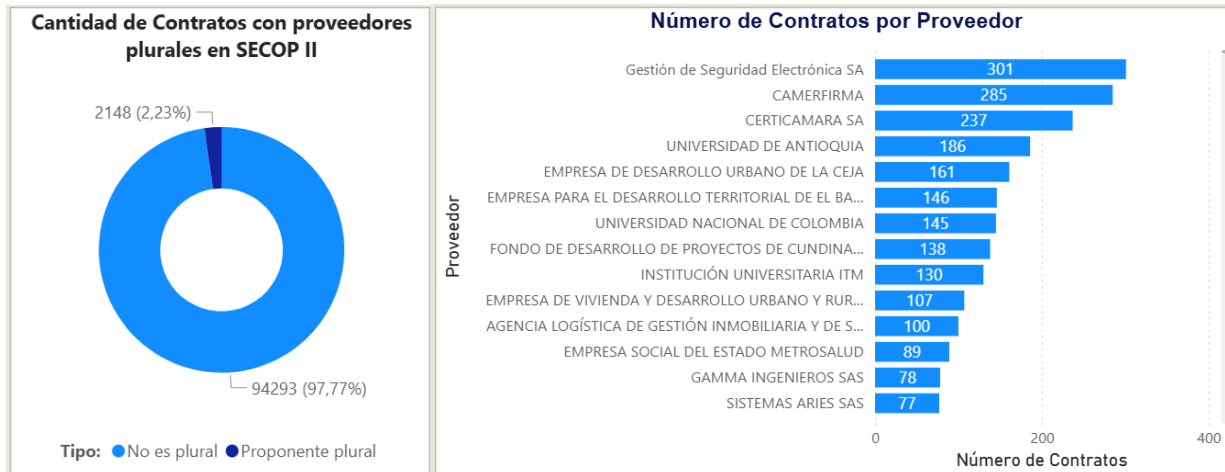 Cantidad de Contratos con proveedores
plurales en SECOP II
2148 (2,23%)
94293 (97,77%)
Tipo: No es plural Proponente plural
Número de Contratos por Proveedor
Proveedor
Gestión de Seguridad Electrónica SA 301
CAMERFIRMA 285
CERTICAMARA SA 237
UNIVERSIDAD DE ANTIOQUIA 186
EMPRESA DE DESARROLLO URBANO DE LA CEJA 161
EMPRESA PARA EL DESARROLLO TERRITORIAL DE EL BA... 146
UNIVERSIDAD NACIONAL DE COLOMBIA 145
FONDO DE DESARROLLO DE PROYECTOS DE CUNDINA... 138
INSTITUCIÓN UNIVERSITARIA ITM 130
EMPRESA DE VIVIENDA Y DESARROLLO URBANO Y RUR... 107
AGENCIA LOGÍSTICA DE GESTIÓN INMOBILIARIA Y DE S... 100
EMPRESA SOCIAL DEL ESTADO METROSALUD 89
GAMMA INGENIEROS SAS 78
SISTEMAS ARIES SAS 77
0 200 400
Número de Contratos